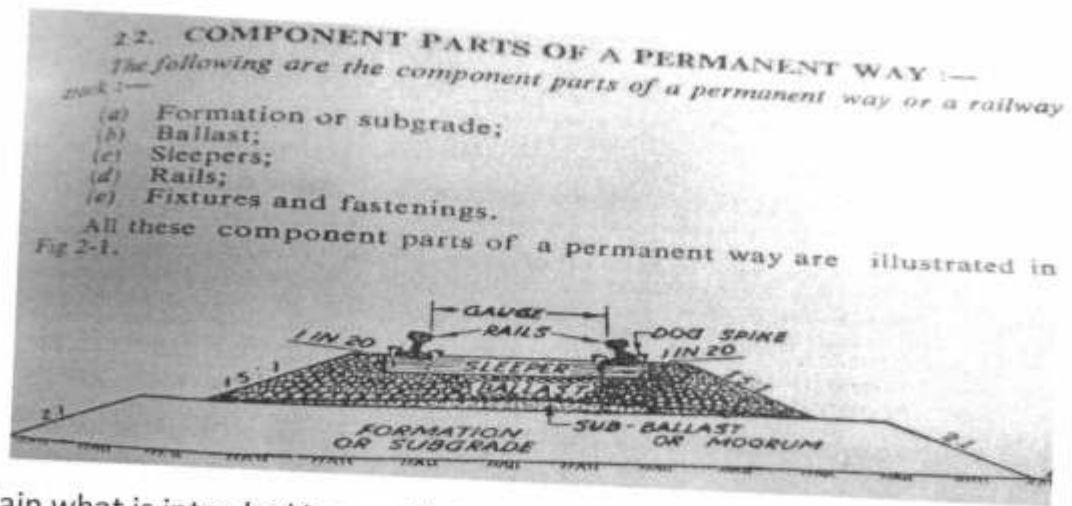 2.2. COMPONENT PARTS OF A PERMANENT WAY :—
The following are the component parts of a permanent way or a railway
track :—
(a) Formation or subgrade;
(b) Ballast;
(c) Sleepers;
(d) Rails;
(e) Fixtures and fastenings.
All these component parts of a permanent way are illustrated in
Fig 2-1.
GAUGE
RAILS
DOG SPIKE
1 IN 20
1 IN 20
SLEEPER
1.5 : 1
BALLAST
1.5:1
2:1
FORMATION
OR SUBGRADE
SUB-BALLAST
OR MOORUM
2:1
what is